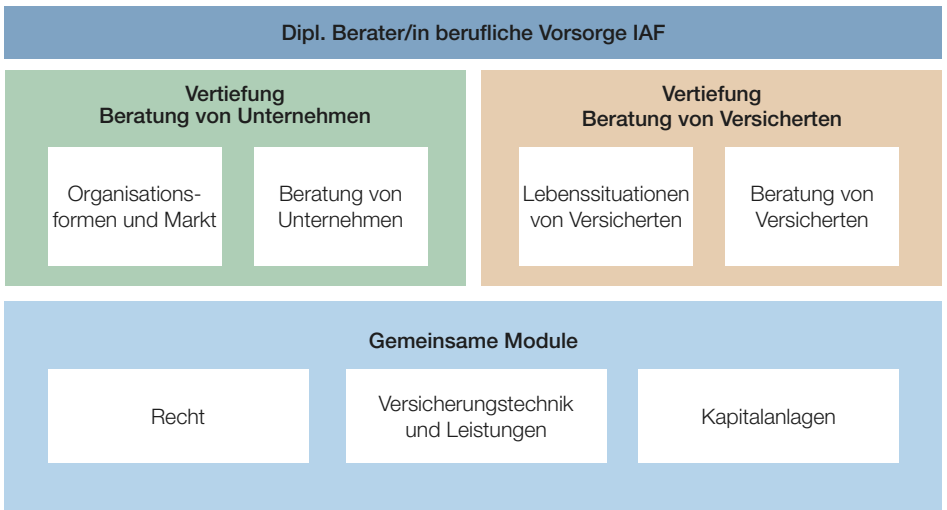 Dipl. Berater/in berufliche Vorsorge IAF
Vertiefung
Beratung von Unternehmen
Organisations-
formen und Markt
Beratung von
Unternehmen
Vertiefung
Beratung von Versicherten
Lebenssituationen
von Versicherten
Beratung von
Versicherten
Gemeinsame Module
Recht
Versicherungstechnik
und Leistungen
Kapitalanlagen